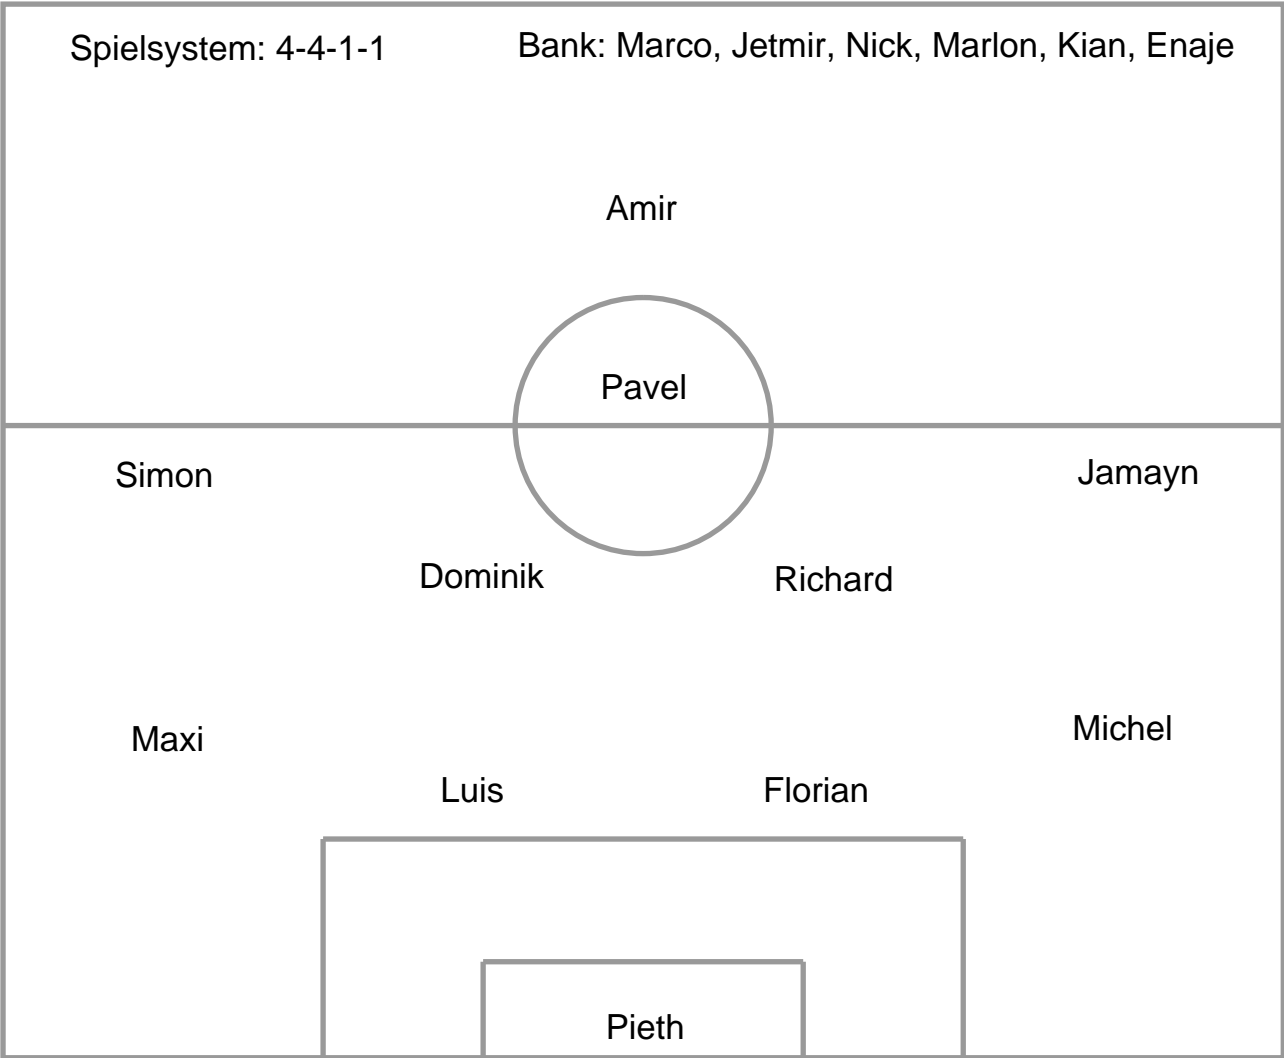 Spielsystem: 4-4-1-1
Bank: Marco, Jetmir, Nick, Marlon, Kian, Enaje
Amir
Pavel
Simon
Jamayn
Dominik
Richard
Maxi
Michel
Luis
Florian
Pieth